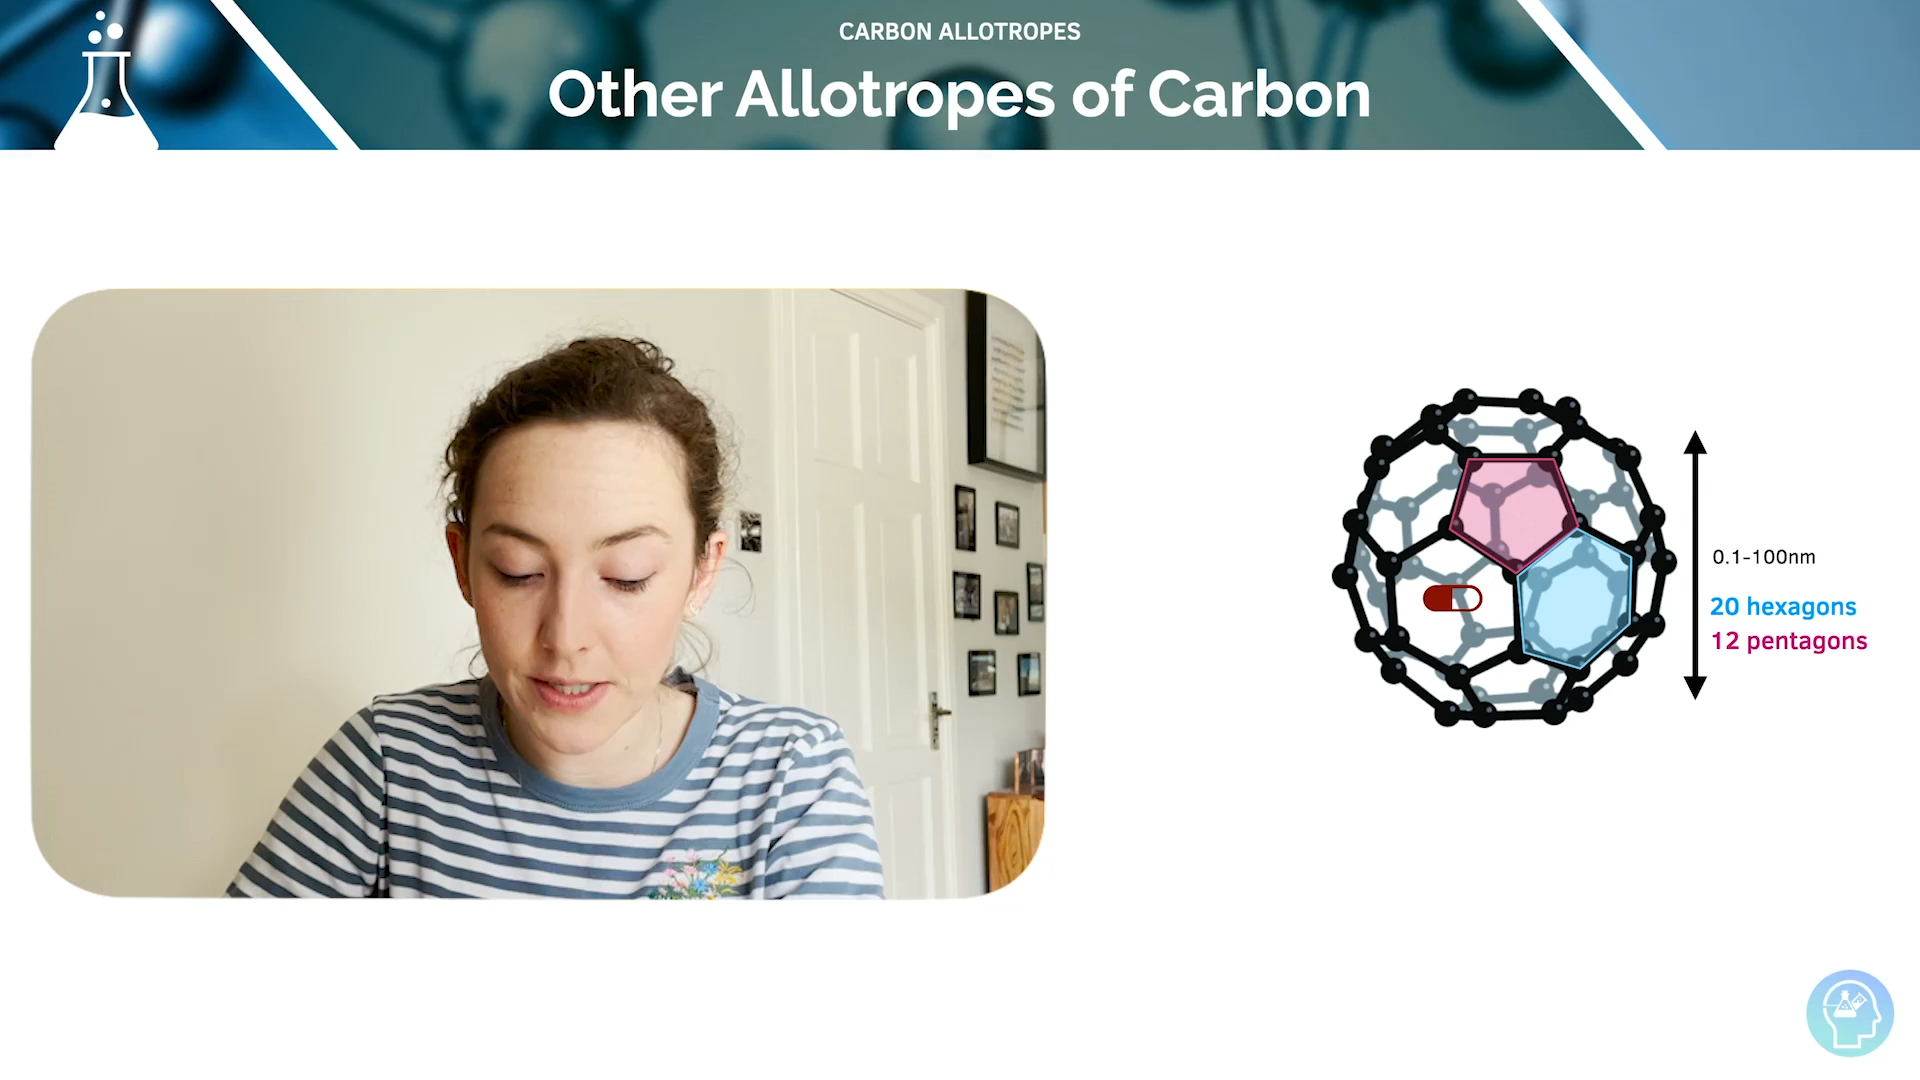 CARBON ALLOTROPES
Other Allotropes of Carbon
0.1-100nm
20 hexagons
12 pentagons